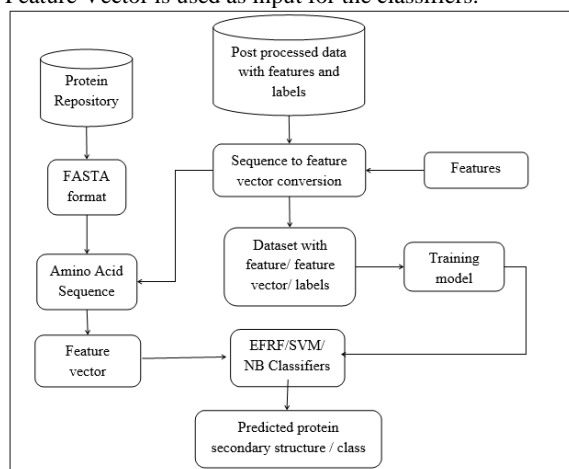 Feature Vector is used as input for the classifiers.
Post processed data
with features and
labels
Protein
Repository
Sequence to feature
vector conversion
Features
FASTA
format
Dataset with
feature/ feature
vector/ labels
Training
model
Amino Acid
Sequence
Feature
vector
EFRF/SVM/
NB Classifiers
Predicted protein
secondary structure / class